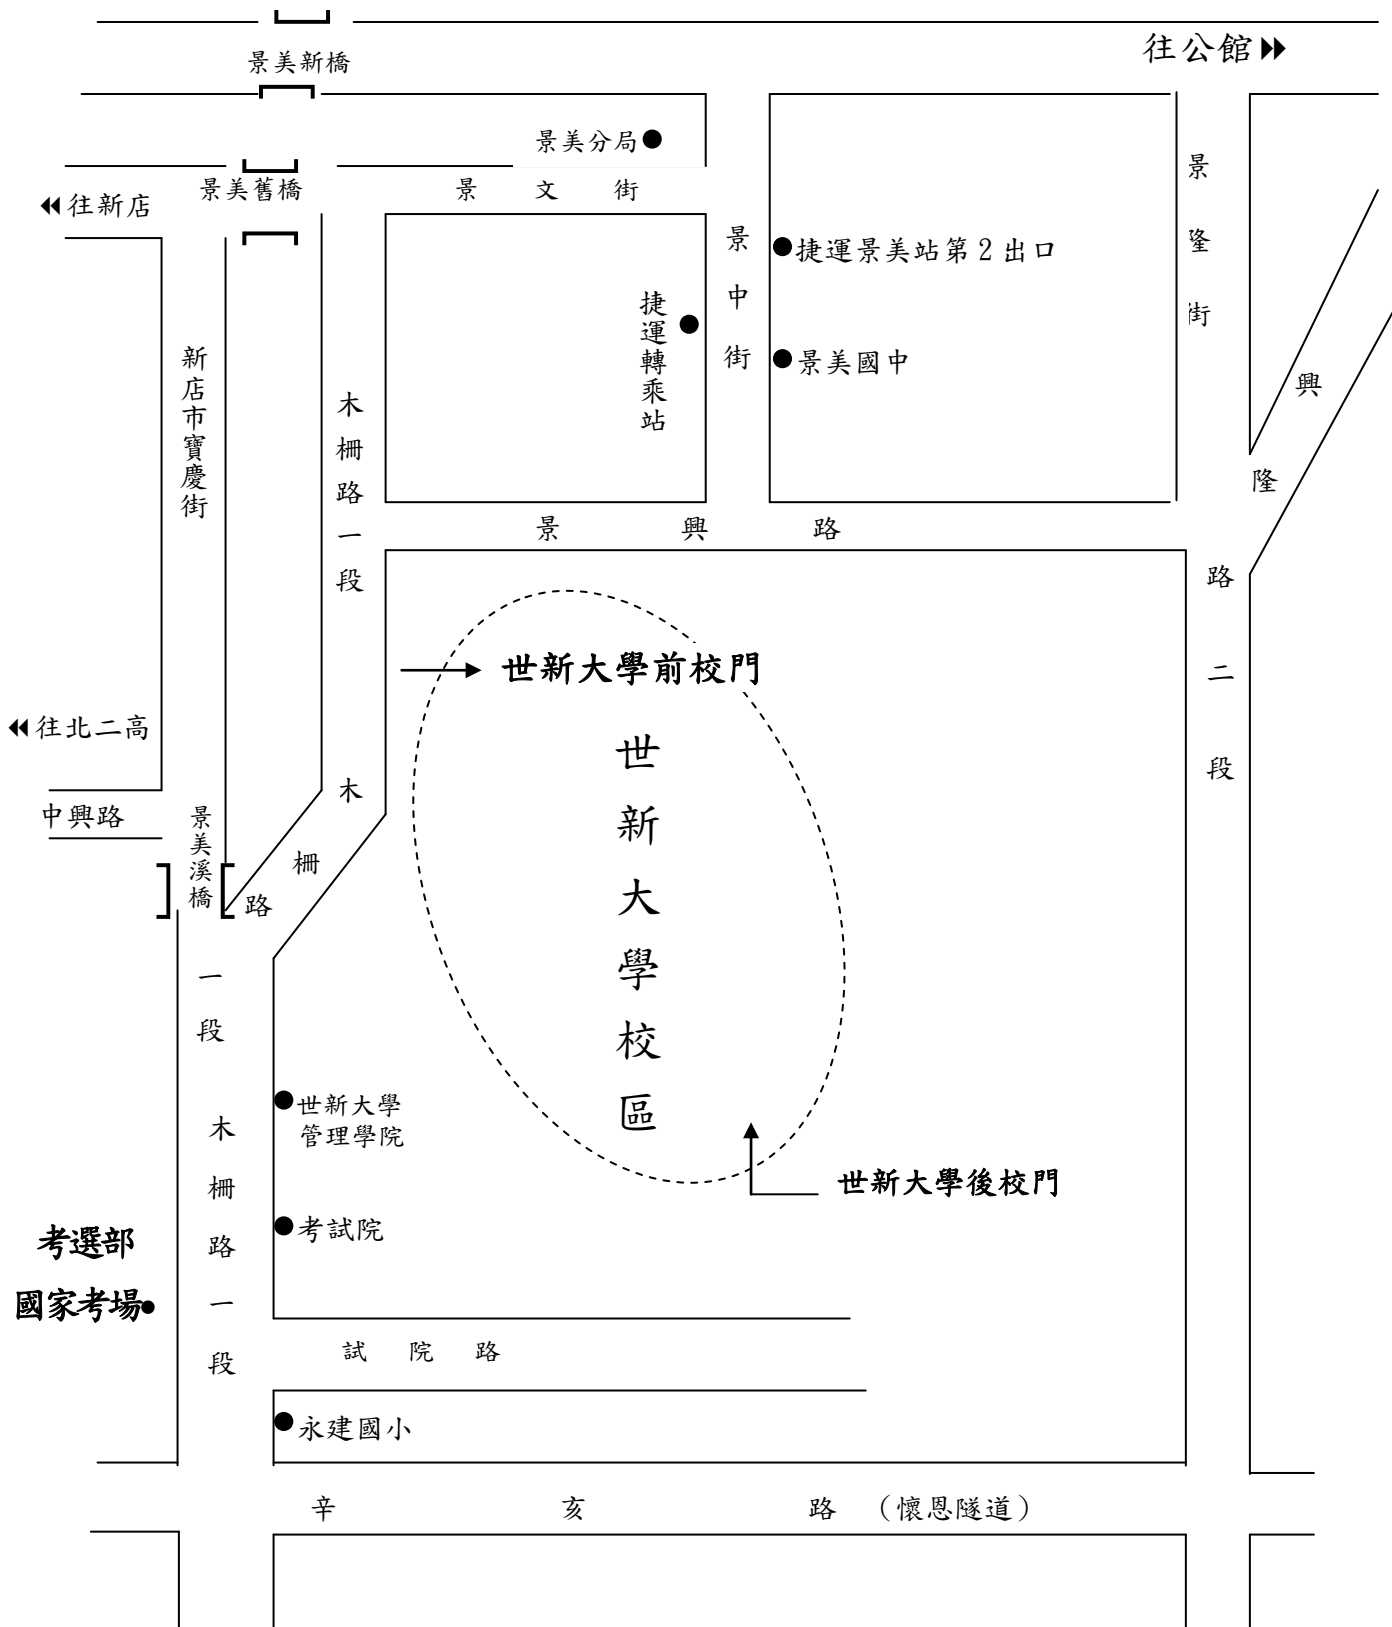 往公館
景美新橋
景美分局
景美舊橋
景文街
往新店
景隆街
景中街
捷運景美站第2出口
捷運轉乘站
景美國中
新店市寶慶街
木柵路一段
興隆路二段
景興路
世新大學前校門
世新大學校區
往北二高
中興路
景美溪橋
木柵路一段
世新大學
管理學院
木柵路一段
世新大學後校門
考試院
考選部
國家考場
試院路
永建國小
辛亥路（懷恩隧道）